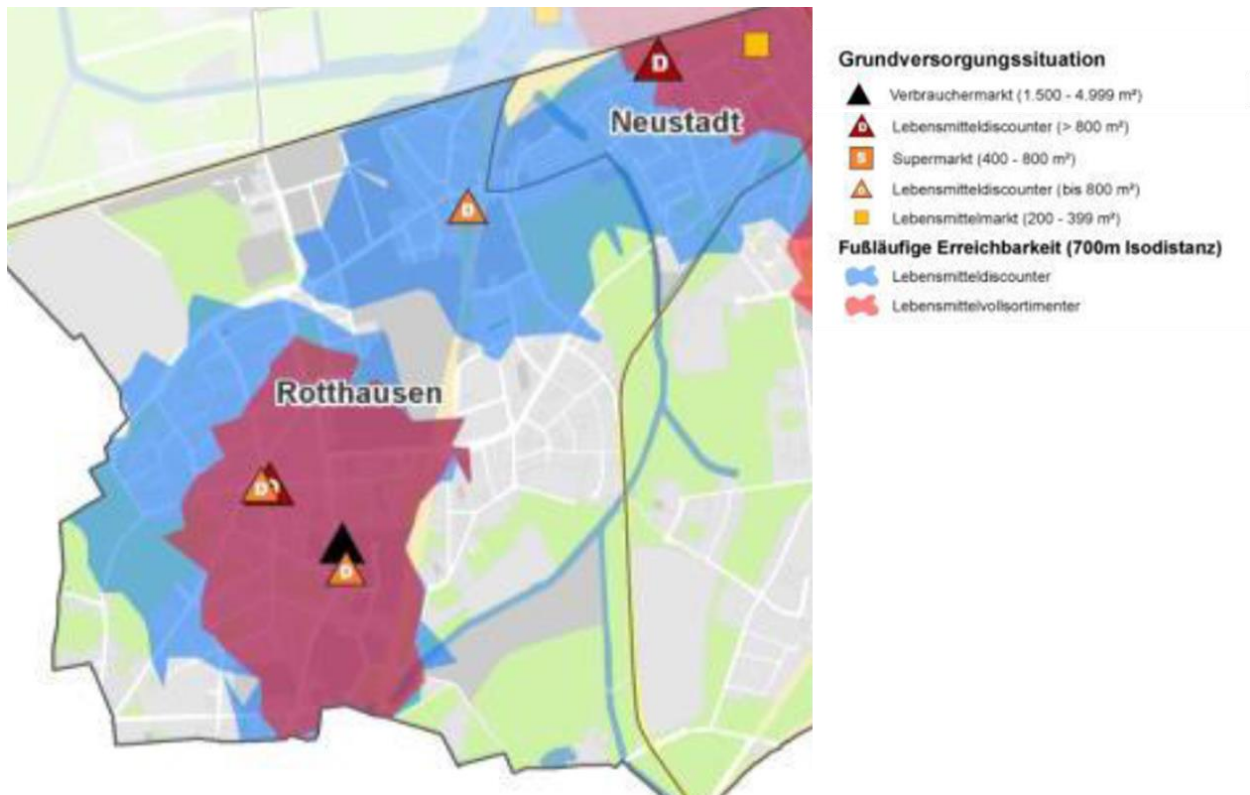 D
Neustadt
D
Rotthausen
D
D
Grundversorgungssituation
Verbrauchermarkt (1.500 - 4.999 m²)
D Lebensmitteldiscounter (> 800 m²)
S Supermarkt (400 - 800 m²)
D Lebensmitteldiscounter (bis 800 m²)
Lebensmittelmarkt (200 - 399 m²)
Fußläufige Erreichbarkeit (700m Isodistanz)
Lebensmitteldiscounter
Lebensmittelvollsortimenter